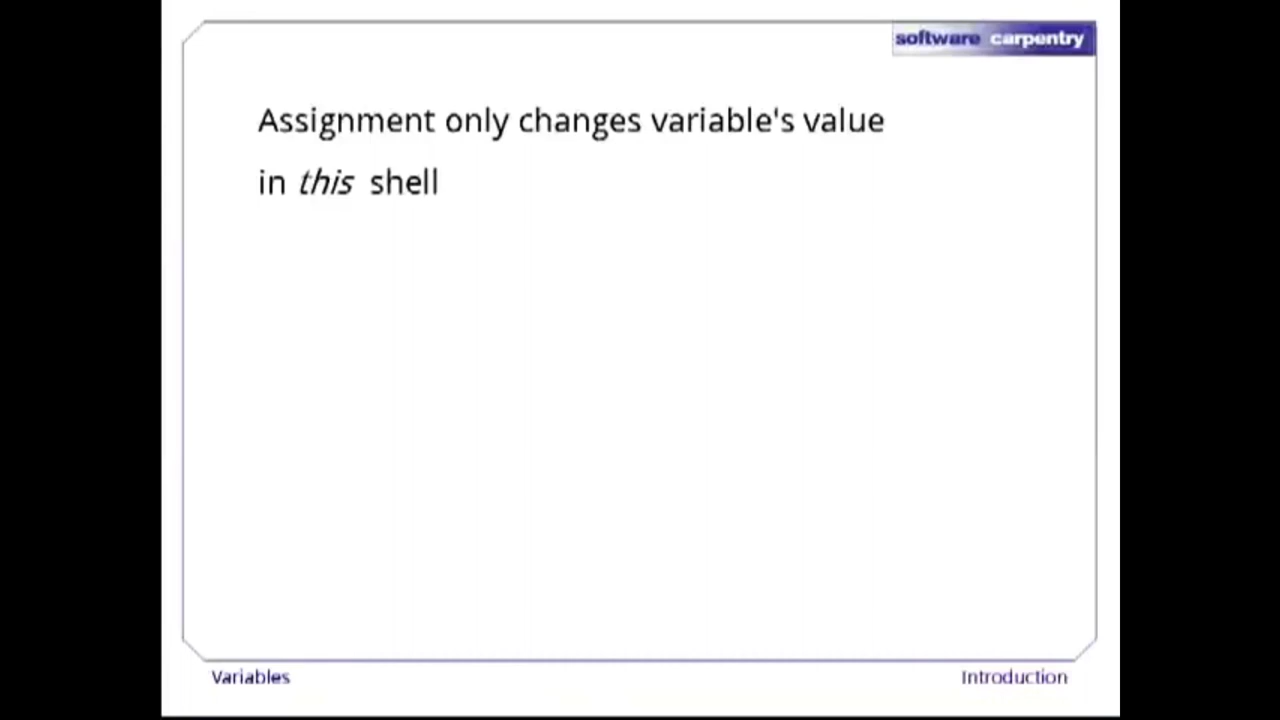 software carpentry
Assignment only changes variable's value
in this shell
Variables
Introduction